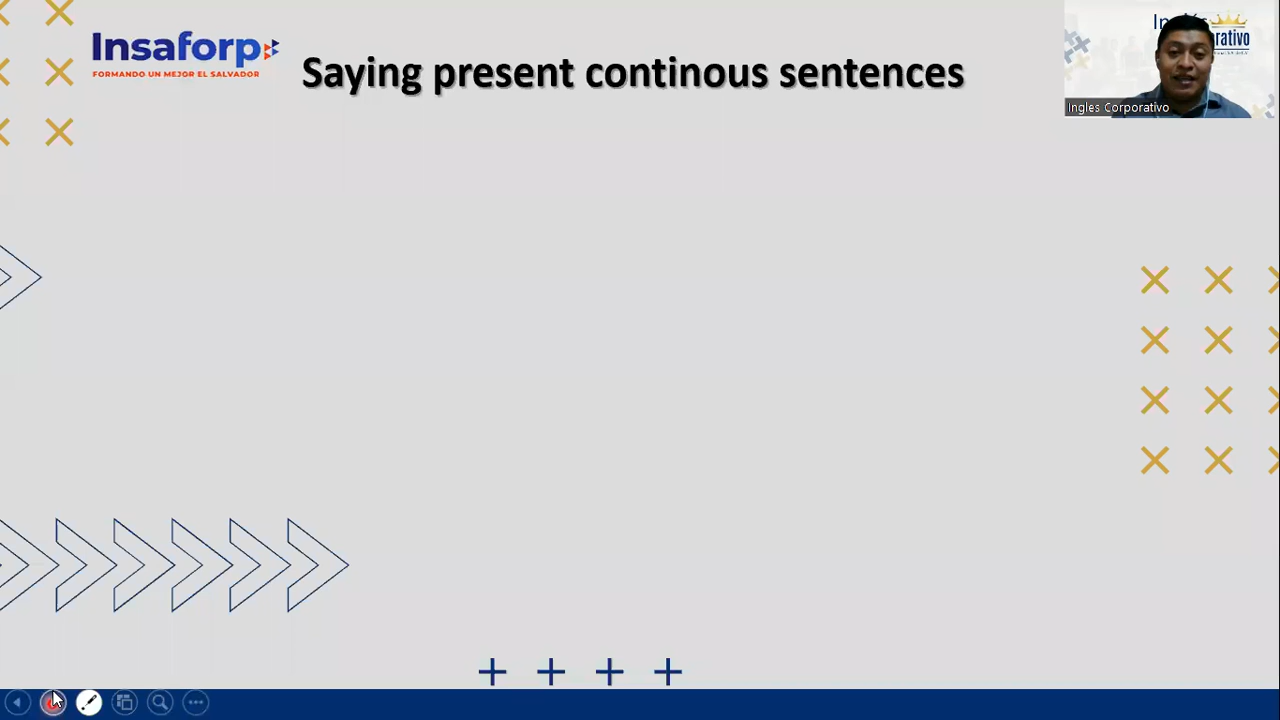 Insaforp
FORMANDO UN MEJOR EL SALVADOR
Saying present continous sentences
Ingles Corporativo